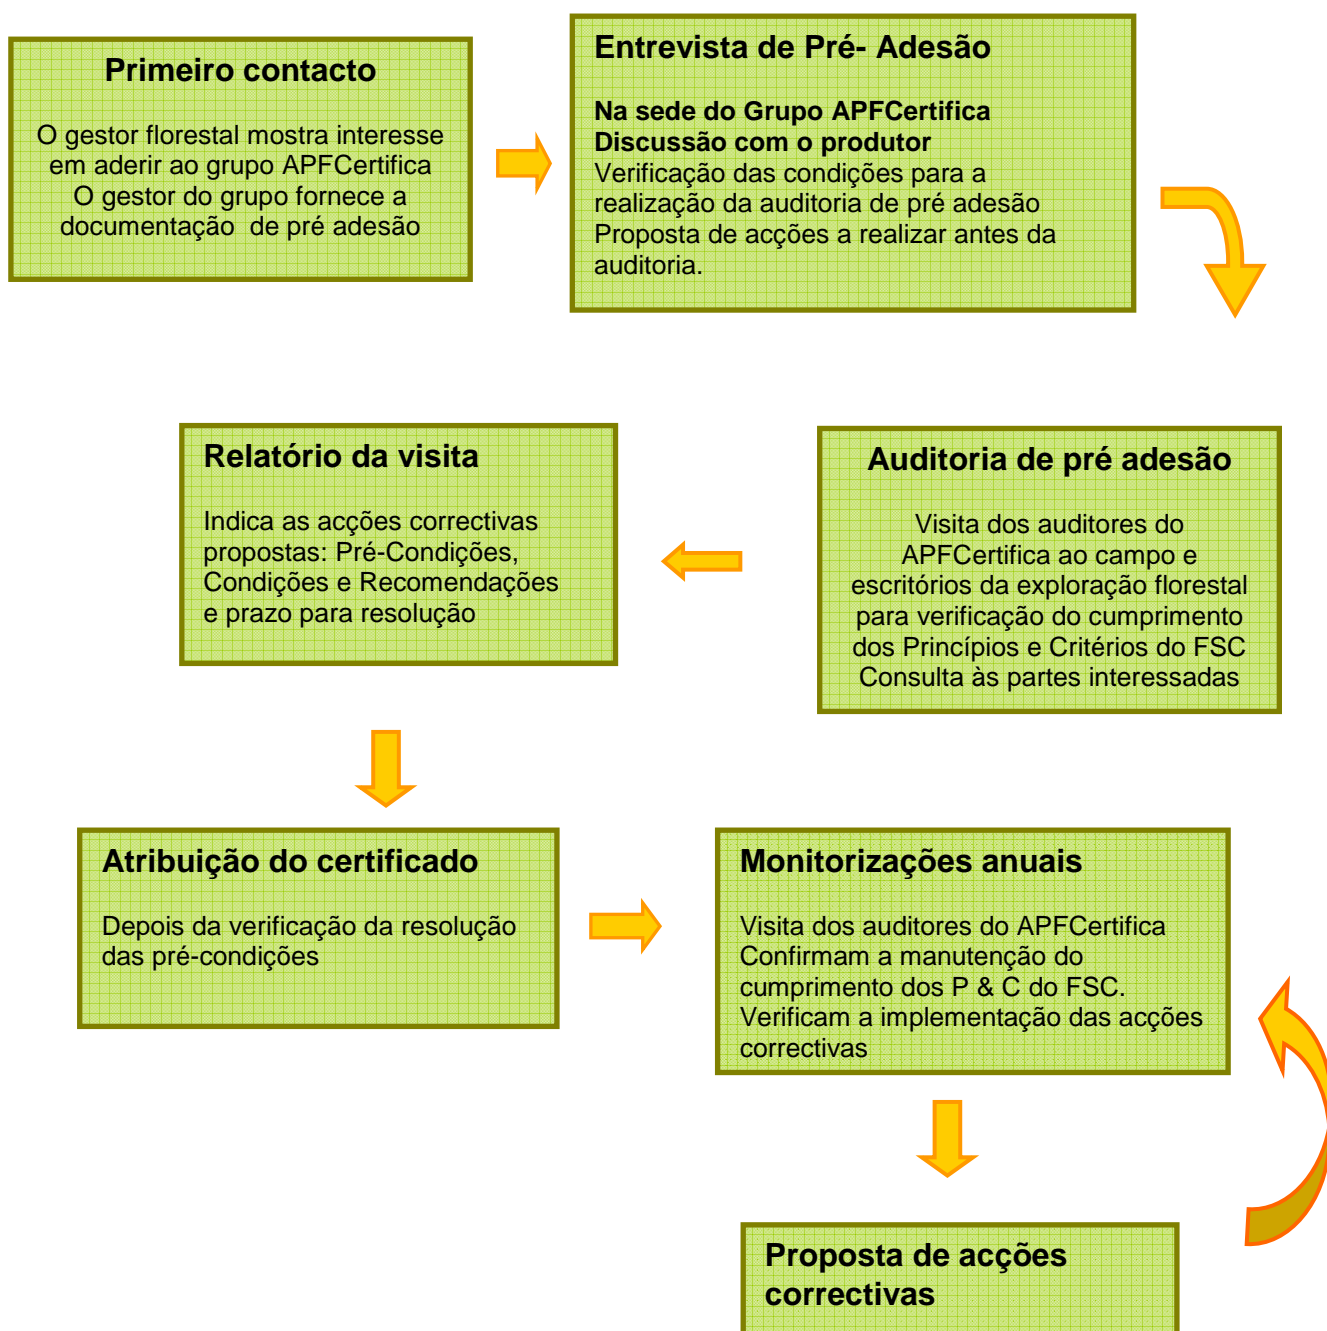 Primeiro contacto
O gestor florestal mostra interesse
em aderir ao grupo APFCertifica
O gestor do grupo fornece a
documentação de pré adesão
Entrevista de Pré- Adesão
Na sede do Grupo APFCertifica
Discussão com o produtor
Verificação das condições para a
realização da auditoria de pré adesão
Proposta de acções a realizar antes da
auditoria.
Auditoria de pré adesão
Visita dos auditores do
APFCertifica ao campo e
escritórios da exploração florestal
para verificação do cumprimento
dos Princípios e Critérios do FSC
Consulta às partes interessadas
Relatório da visita
Indica as acções correctivas
propostas: Pré-Condições,
Condições e Recomendações
e prazo para resolução
Atribuição do certificado
Depois da verificação da resolução
das pré-condições
Monitorizações anuais
Visita dos auditores do APFCertifica
Confirmam a manutenção do
cumprimento dos P & C do FSC.
Verificam a implementação das acções
correctivas
Proposta de acções
correctivas